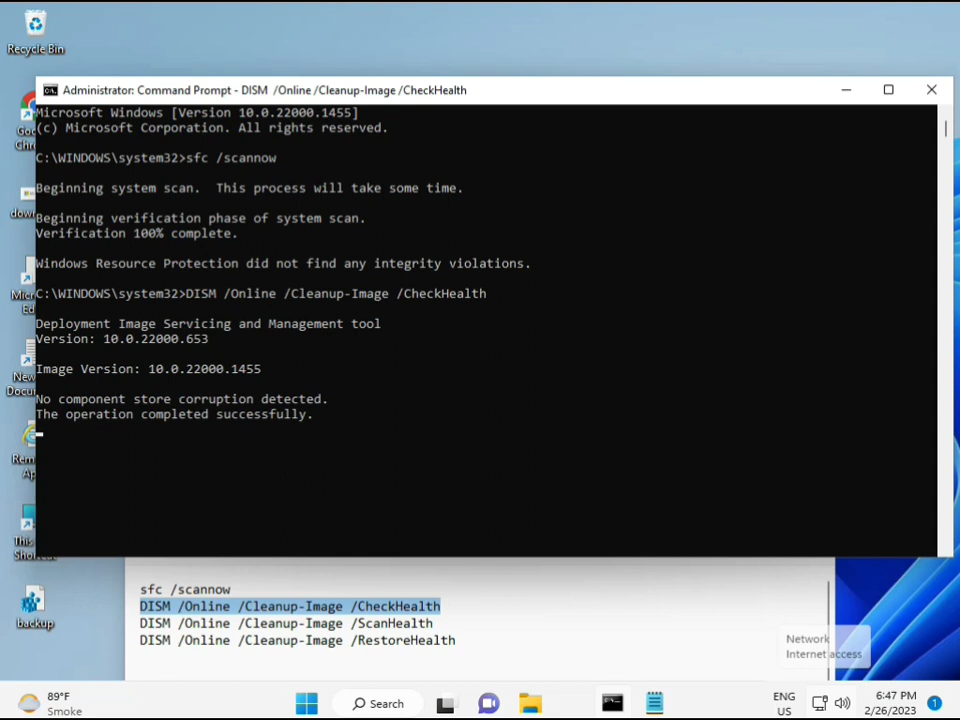 Recycle Bin
Administrator: Command Prompt - DISM  /Online /Cleanup-Image /CheckHealth
Microsoft Windows [Version 10.0.22000.1455]
(c) Microsoft Corporation. All rights reserved.
C:\WINDOWS\system32>sfc /scannow
Beginning system scan.  This process will take some time.
Beginning verification phase of system scan.
Verification 100% complete.
Windows Resource Protection did not find any integrity violations.
C:\WINDOWS\system32>DISM /Online /Cleanup-Image /CheckHealth
Deployment Image Servicing and Management tool
Version: 10.0.22000.653
Image Version: 10.0.22000.1455
No component store corruption detected.
The operation completed successfully.
backup
sfc /scannow
DISM /Online /Cleanup-Image /CheckHealth
DISM /Online /Cleanup-Image /ScanHealth
DISM /Online /Cleanup-Image /RestoreHealth
Network
Internet access
89°F
Smoke
Search
ENG
US
6:47 PM
2/26/2023
1